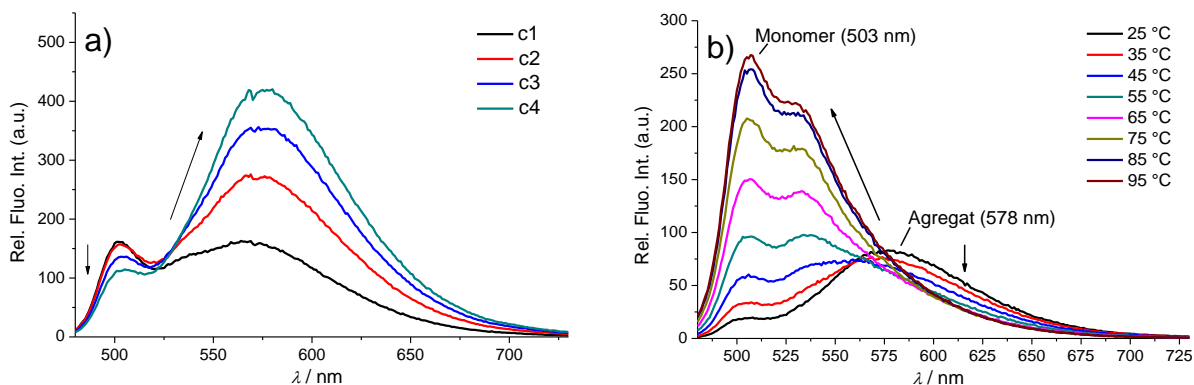 a)
c1
c2
c3
c4
Rel. Fluo. Int. (a.u.)
500
400
300
200
100
0
500 550 600 650 700
λ / nm
b)
Monomer (503 nm)
Agregat (578 nm)
25 °C
35 °C
45 °C
55 °C
65 °C
75 °C
85 °C
95 °C
Rel. Fluo. Int. (a.u.)
300
250
200
150
100
50
0
500 525 550 575 600 625 650 675 700 725
λ / nm